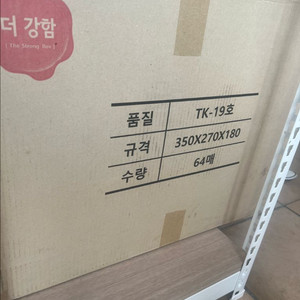 더 강함
( The Strong Box )
품질 TK-19호
규격 350X270X180
수량 64매